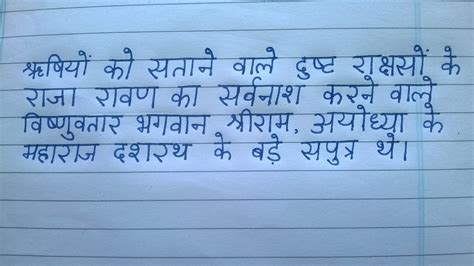 ऋषियों को सताने वाले दुष्ट राक्षसों के
राजा रावण का सर्वनाश करने वाले
विष्णुवतार भगवान श्रीराम, अयोध्या के
महाराज दशरथ के बड़े सपुत्र थे।